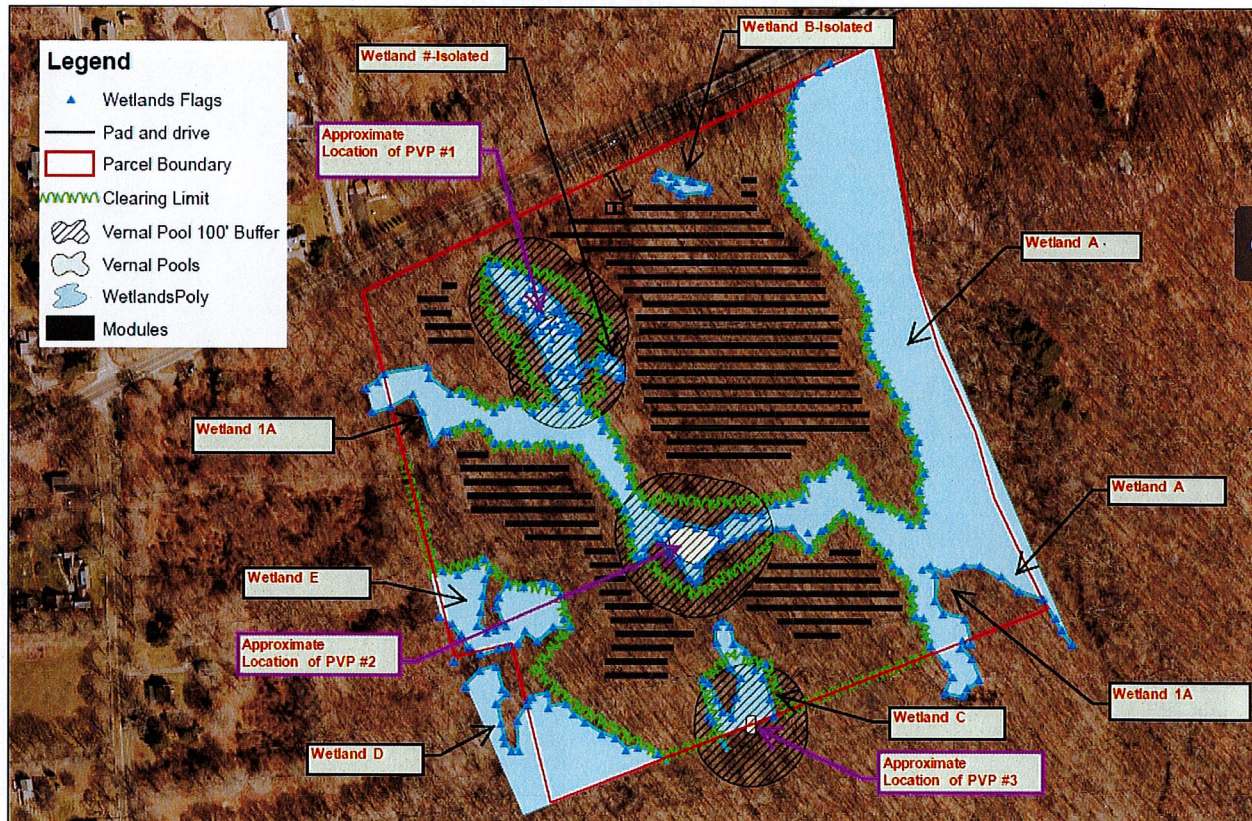 Legend
Wetlands Flags
Pad and drive
Parcel Boundary
Clearing Limit
Vernal Pool 100' Buffer
Vernal Pools
WetlandsPoly
Modules
Wetland #-Isolated
Wetland B-Isolated
Approximate
Location of PVP #1
Wetland A
Wetland 1A
Wetland A
Wetland E
Approximate
Location of PVP #2
Wetland 1A
Wetland C
Wetland D
Approximate
Location of PVP #3